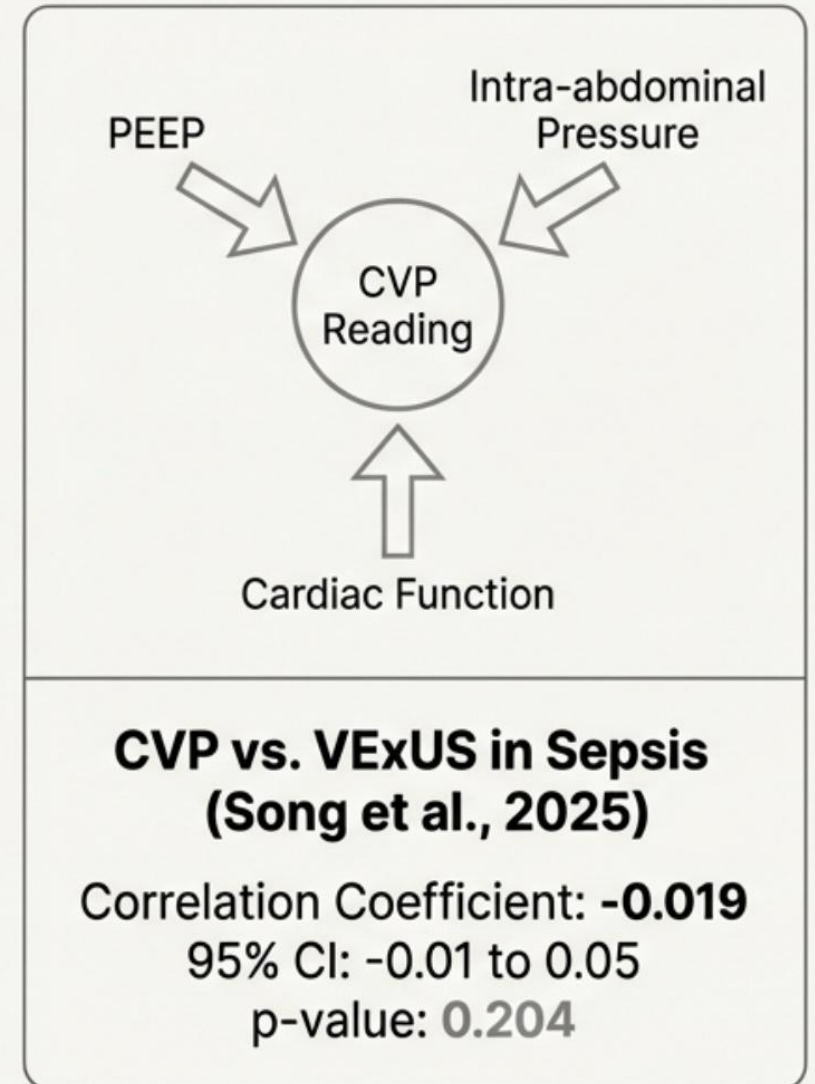 PEEP
Intra-abdominal
Pressure
CVP
Reading
Cardiac Function
CVP vs. VExUS in Sepsis
(Song et al., 2025)
Correlation Coefficient: -0.019
95% CI: -0.01 to 0.05
p-value: 0.204